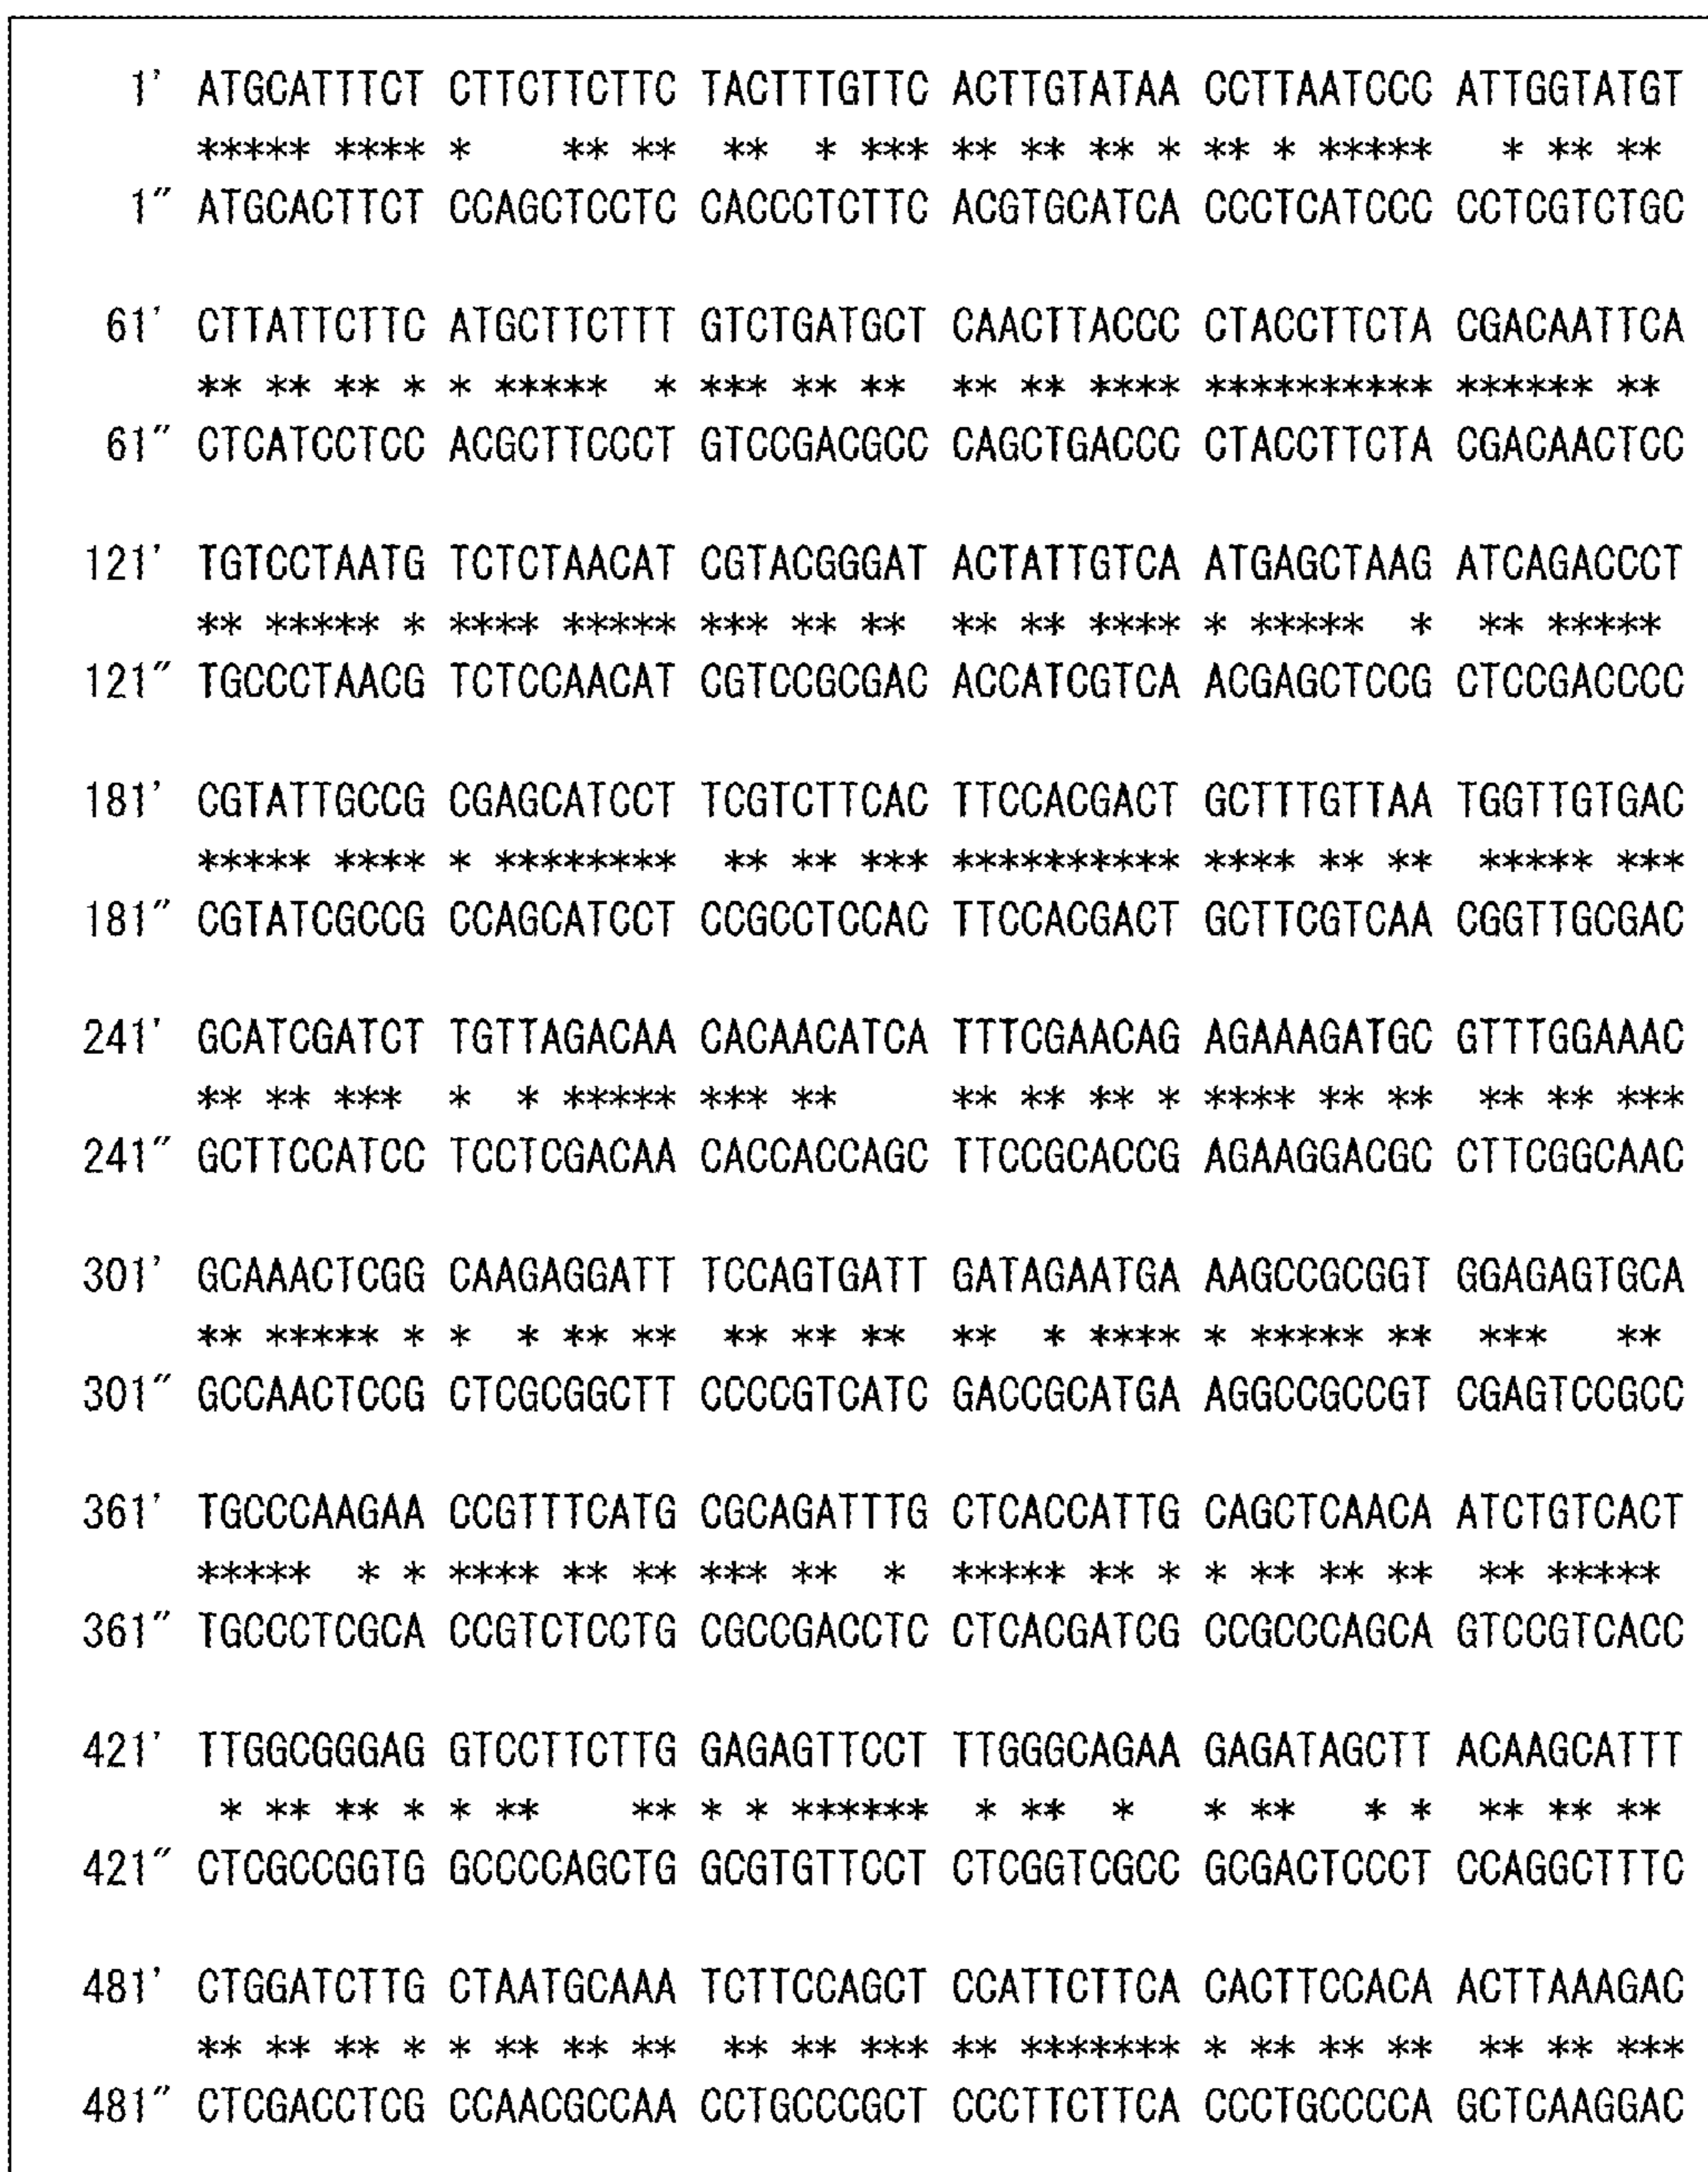 1' ATGCATTTCT CTTCTTCTTC TACTTTGTTC ACTTGTATAA CCTTAATCCC ATTGGTATGT
***** **** *    ** **  **  * *** ** ** ** * ** * *****   * ** **
1" ATGCACTTCT CCAGCTCCTC CACCCTCTTC ACGTGCATCA CCCTCATCCC CCTCGTCTGC
61' CTTATTCTTC ATGCTTCTTT GTCTGATGCT CAACTTACCC CTACCTTCTA CGACAATTCA
** ** ** * * *****  * *** ** **  ** ** **** ********** ****** **
61" CTCATCCTCC ACGCTTCCCT GTCCGACGCC CAGCTGACCC CTACCTTCTA CGACAACTCC
121' TGTCCTAATG TCTCTAACAT CGTACGGGAT ACTATTGTCA ATGAGCTAAG ATCAGACCCT
** ***** * **** ***** *** ** **  ** ** **** * *****  *  ** *****
121" TGCCCTAACG TCTCCAACAT CGTCCGCGAC ACCATCGTCA ACGAGCTCCG CTCCGACCCC
181' CGTATTGCCG CGAGCATCCT TCGTCTTCAC TTCCACGACT GCTTTGTTAA TGGTTGTGAC
***** **** * ********  ** ** *** ********** **** ** **  ***** ***
181" CGTATCGCCG CCAGCATCCT CCGCCTCCAC TTCCACGACT GCTTCGTCAA CGGTTGCGAC
241' GCATCGATCT TGTTAGACAA CACAACATCA TTTCGAACAG AGAAAGATGC GTTTGGAAAC
** ** ***  *  * ***** *** **     ** ** ** * **** ** **  ** ** ***
241" GCTTCCATCC TCCTCGACAA CACCACCAGC TTCCGCACCG AGAAGGACGC CTTCGGCAAC
301' GCAAACTCGG CAAGAGGATT TCCAGTGATT GATAGAATGA AAGCCGCGGT GGAGAGTGCA
** ***** * *  * ** **  ** ** **  **  * **** * ***** **  ***   **
301" GCCAACTCCG CTCGCGGCTT CCCCGTCATC GACCGCATGA AGGCCGCCGT CGAGTCCGCC
361' TGCCCAAGAA CCGTTTCATG CGCAGATTTG CTCACCATTG CAGCTCAACA ATCTGTCACT
*****  * * **** ** ** *** **  *  ***** ** * * ** ** **  ** *****
361" TGCCCTCGCA CCGTCTCCTG CGCCGACCTC CTCACGATCG CCGCCCAGCA GTCCGTCACC
421' TTGGCGGGAG GTCCTTCTTG GAGAGTTCCT TTGGGCAGAA GAGATAGCTT ACAAGCATTT
* ** ** * * **    ** * * ******  * **  *   * **   * *  ** ** **
421" CTCGCCGGTG GCCCCAGCTG GCGTGTTCCT CTCGGTCGCC GCGACTCCCT CCAGGCTTTC
481' CTGGATCTTG CTAATGCAAA TCTTCCAGCT CCATTCTTCA CACTTCCACA ACTTAAAGAC
** ** ** * * ** ** **  ** ** *** ** ******* * ** ** **  ** ** ***
481" CTCGACCTCG CCAACGCCAA CCTGCCCGCT CCCTTCTTCA CCCTGCCCCA GCTCAAGGAC